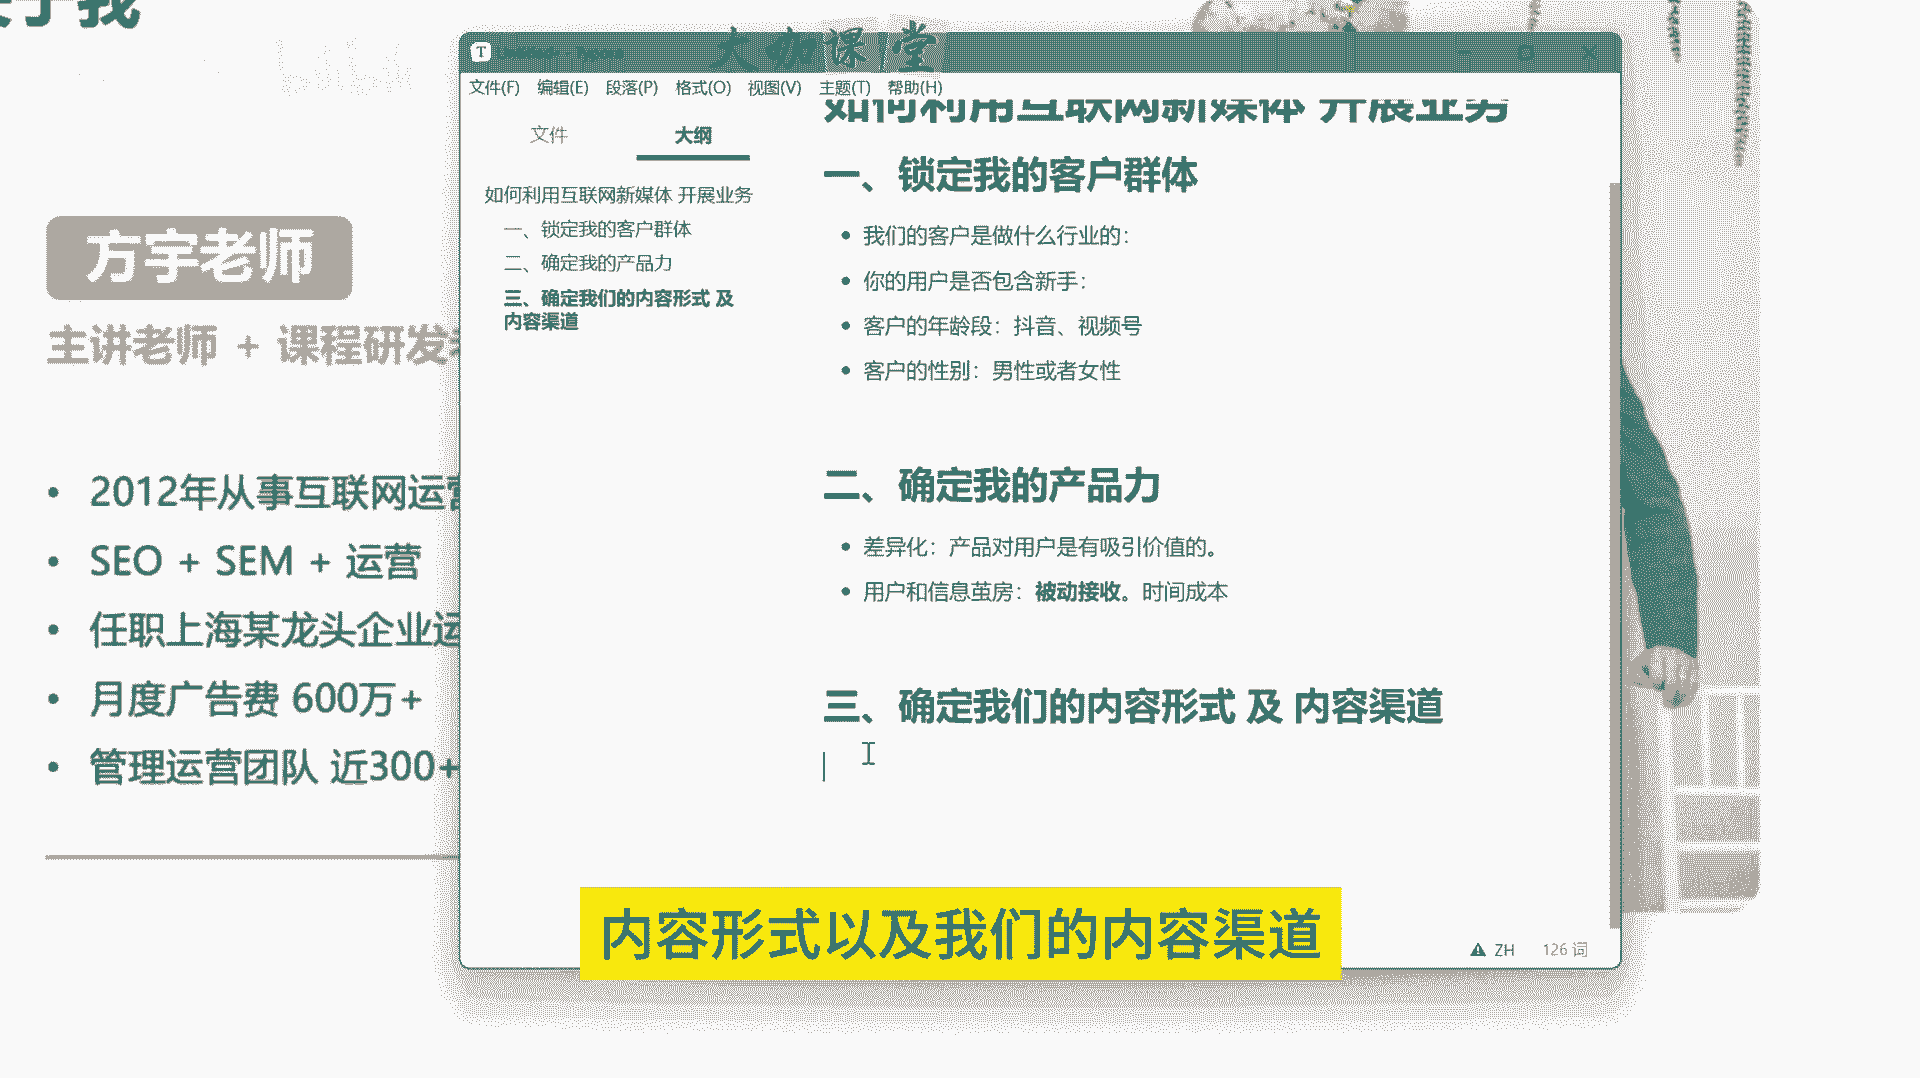 大咖课堂
bilibili
文件(F) 编辑(E) 段落(P) 格式(O) 视图(V) 主题(T) 帮助(H)
文件 大纲
如何利用互联网新媒体 开展业务
一、锁定我的客户群体
二、确定我的产品力
三、确定我们的内容形式 及
内容渠道
如何利用互联网新媒体 开展业务
一、锁定我的客户群体
我们的客户是做什么行业的：
你的用户是否包含新手：
客户的年龄段：抖音、视频号
客户的性别：男性或者女性
二、确定我的产品力
差异化：产品对用户是有吸引价值的。
用户和信息茧房：被动接收。时间成本
三、确定我们的内容形式 及 内容渠道
ZH 126 词
方宇老师
主讲老师 + 课程研发
2012年从事互联网运营
SEO + SEM + 运营
任职上海某龙头企业运
月度广告费 600万+
管理运营团队 近300+
内容形式以及我们的内容渠道